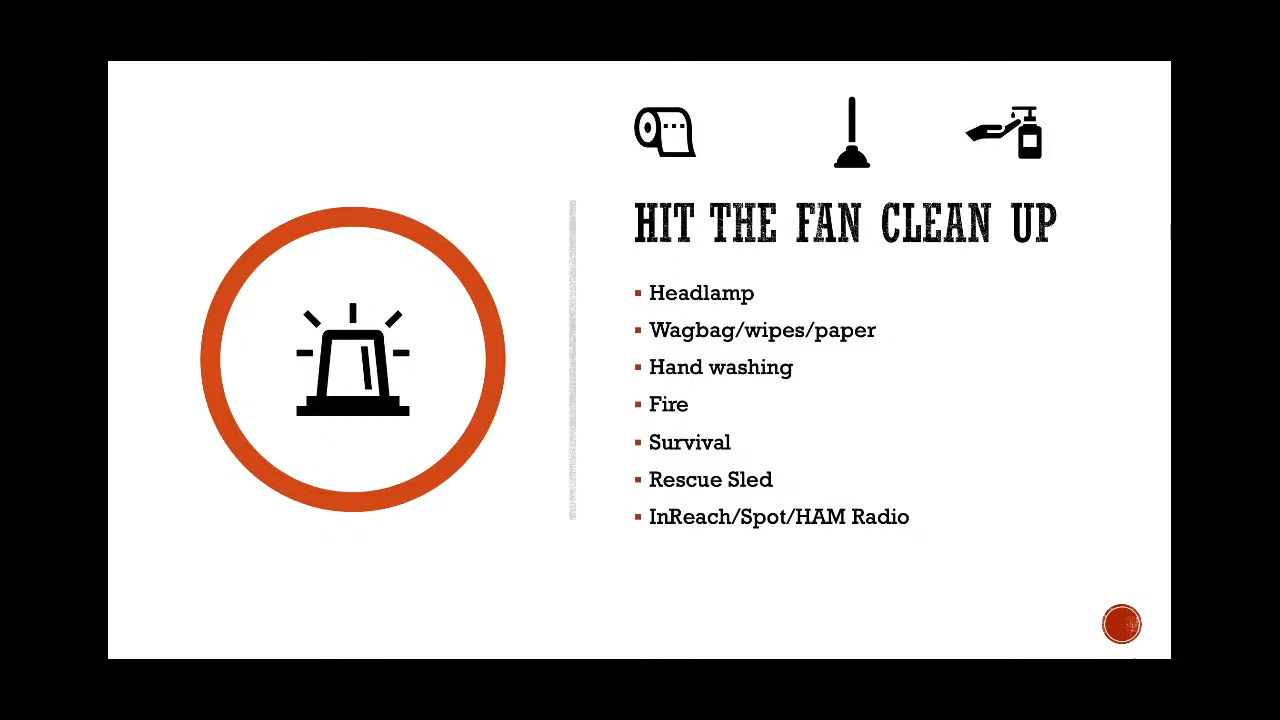 HIT THE FAN CLEAN UP
Headlamp
Wagbag/wipes/paper
Hand washing
Fire
Survival
Rescue Sled
InReach/Spot/HAM Radio